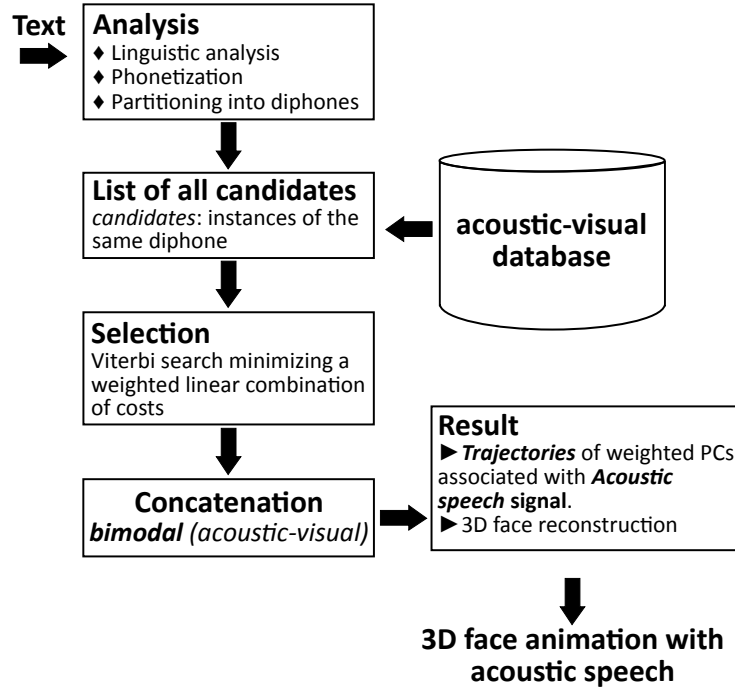 Text
Analysis
♦ Linguistic analysis
♦ Phonetization
♦ Partitioning into diphones
List of all candidates
candidates: instances of the
same diphone
acoustic-visual
database
Selection
Viterbi search minimizing a
weighted linear combination
of costs
Concatenation
bimodal (acoustic-visual)
Result
► Trajectories of weighted PCs
associated with Acoustic
speech signal.
► 3D face reconstruction
3D face animation with
acoustic speech